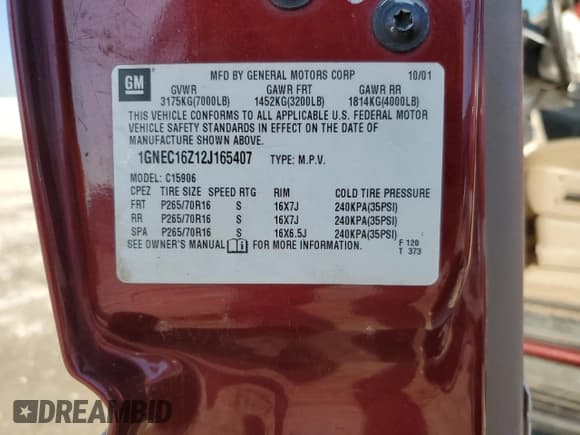 GM
MFD BY GENERAL MOTORS CORP 10/01
GVWR GAWR FRT GAWR RR
3175KG(7000LB) 1452KG(3200LB) 1814KG(4000LB)
THIS VEHICLE CONFORMS TO ALL APPLICABLE U.S. FEDERAL MOTOR
VEHICLE SAFETY STANDARDS IN EFFECT ON THE DATE OF
MANUFACTURE SHOWN ABOVE.
1GNEC16Z12J165407 TYPE: M.P.V.
MODEL: C15906
CPEZ TIRE SIZE SPEED RTG RIM COLD TIRE PRESSURE
FRT P265/70R16 S 16X7J 240KPA(35PSI)
RR P265/70R16 S 16X7J 240KPA(35PSI)
SPA P265/70R16 S 16X6.5J 240KPA(35PSI)
SEE OWNER'S MANUAL FOR MORE INFORMATION. F 120
T 373
DREAMBID